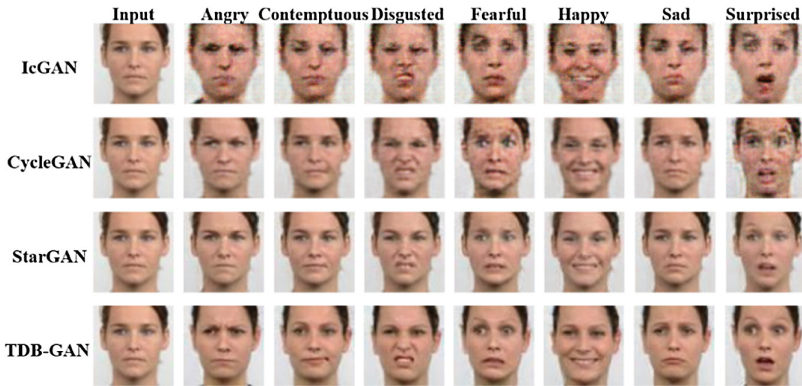 Input Angry Contemptuous Disgusted Fearful Happy Sad Surprised
IcGAN
CycleGAN
StarGAN
TDB-GAN